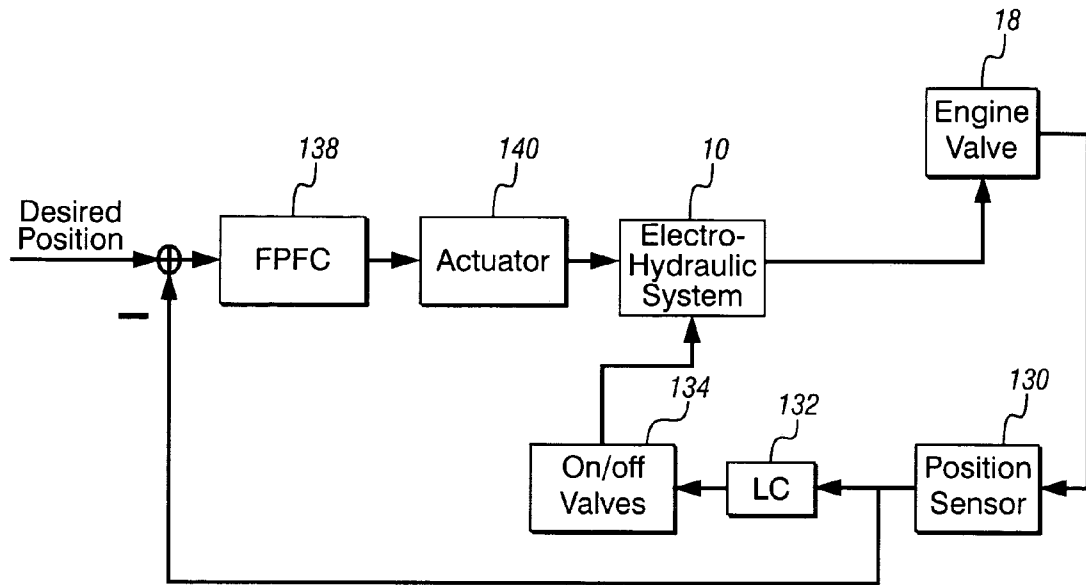 18
Engine
Valve
138
140
10
Desired
Position
FPFC
Actuator
Electro-
Hydraulic
System
–
134
132
130
On/off
Valves
LC
Position
Sensor